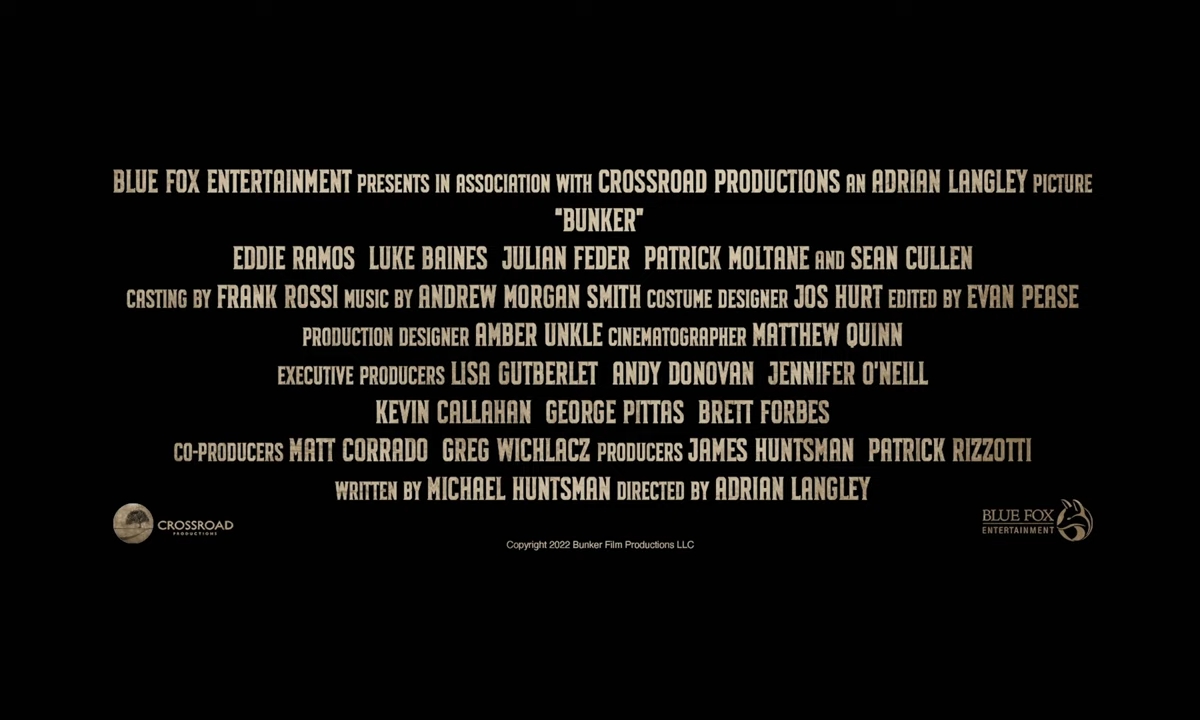 BLUE FOX ENTERTAINMENT PRESENTS IN ASSOCIATION WITH CROSSROAD PRODUCTIONS AN ADRIAN LANGLEY PICTURE
"BUNKER"
EDDIE RAMOS LUKE BAINES JULIAN FEDER PATRICK MOLTANE AND SEAN CULLEN
CASTING BY FRANK ROSSI MUSIC BY ANDREW MORGAN SMITH COSTUME DESIGNER JOS HURT EDITED BY EVAN PEASE
PRODUCTION DESIGNER AMBER UNKLE CINEMATOGRAPHER MATTHEW QUINN
EXECUTIVE PRODUCERS LISA GUTBERLET ANDY DONOVAN JENNIFER O'NEILL
KEVIN CALLAHAN GEORGE PITTAS BRETT FORBES
CO-PRODUCERS MATT CORRADO GREG WICHLACZ PRODUCERS JAMES HUNTSMAN PATRICK RIZZOTTI
WRITTEN BY MICHAEL HUNTSMAN DIRECTED BY ADRIAN LANGLEY
CROSSROAD
PRODUCTIONS
BLUE FOX
ENTERTAINMENT
Copyright 2022 Bunker Film Productions LLC